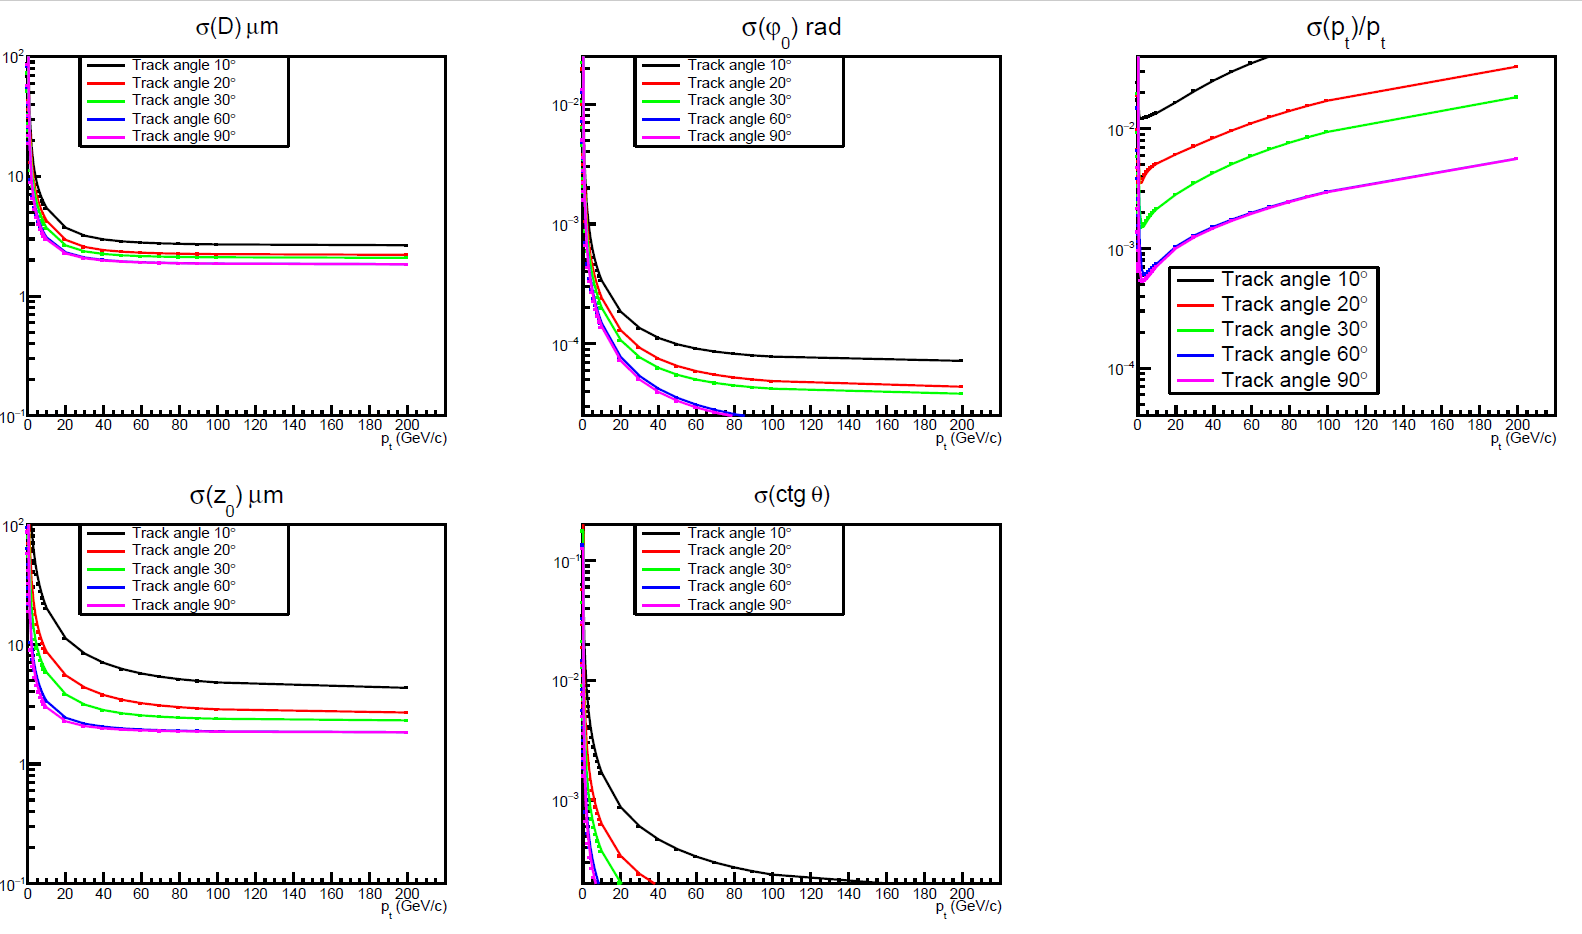 σ(D) μm
10²
10
1
10⁻¹
Track angle 10°
Track angle 20°
Track angle 30°
Track angle 60°
Track angle 90°
0 20 40 60 80 100 120 140 160 180 200
pₜ (GeV/c)
σ(φ₀) rad
10⁻²
10⁻³
10⁻⁴
Track angle 10°
Track angle 20°
Track angle 30°
Track angle 60°
Track angle 90°
0 20 40 60 80 100 120 140 160 180 200
pₜ (GeV/c)
σ(pₜ)/pₜ
10⁻²
10⁻³
10⁻⁴
Track angle 10°
Track angle 20°
Track angle 30°
Track angle 60°
Track angle 90°
0 20 40 60 80 100 120 140 160 180 200
pₜ (GeV/c)
σ(z₀) μm
10²
10
1
10⁻¹
Track angle 10°
Track angle 20°
Track angle 30°
Track angle 60°
Track angle 90°
0 20 40 60 80 100 120 140 160 180 200
pₜ (GeV/c)
σ(ctg θ)
10⁻¹
10⁻²
10⁻³
Track angle 10°
Track angle 20°
Track angle 30°
Track angle 60°
Track angle 90°
0 20 40 60 80 100 120 140 160 180 200
pₜ (GeV/c)